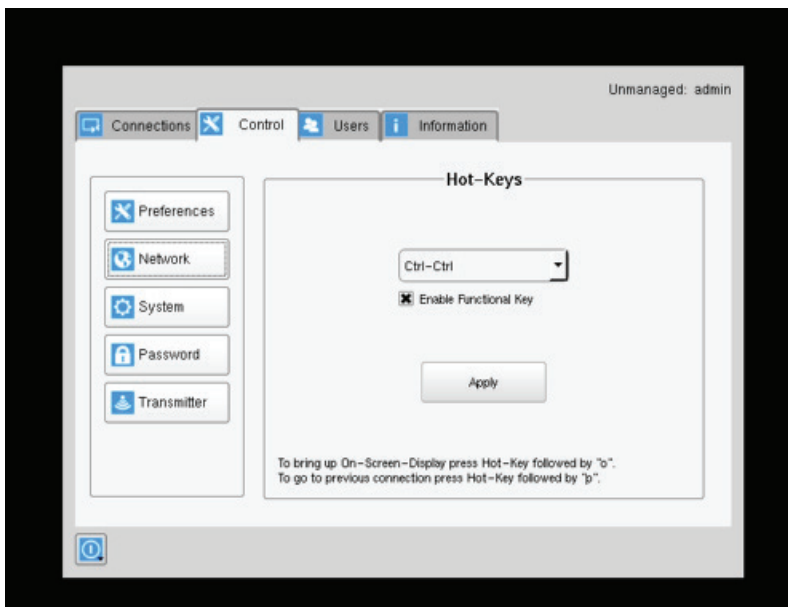 Unmanaged: admin
Connections Control Users Information
Hot-Keys
Preferences
Network
System
Password
Transmitter
Ctrl-Ctrl
Enable Functional Key
Apply
To bring up On-Screen-Display press Hot-Key followed by "o".
To go to previous connection press Hot-Key followed by "p".